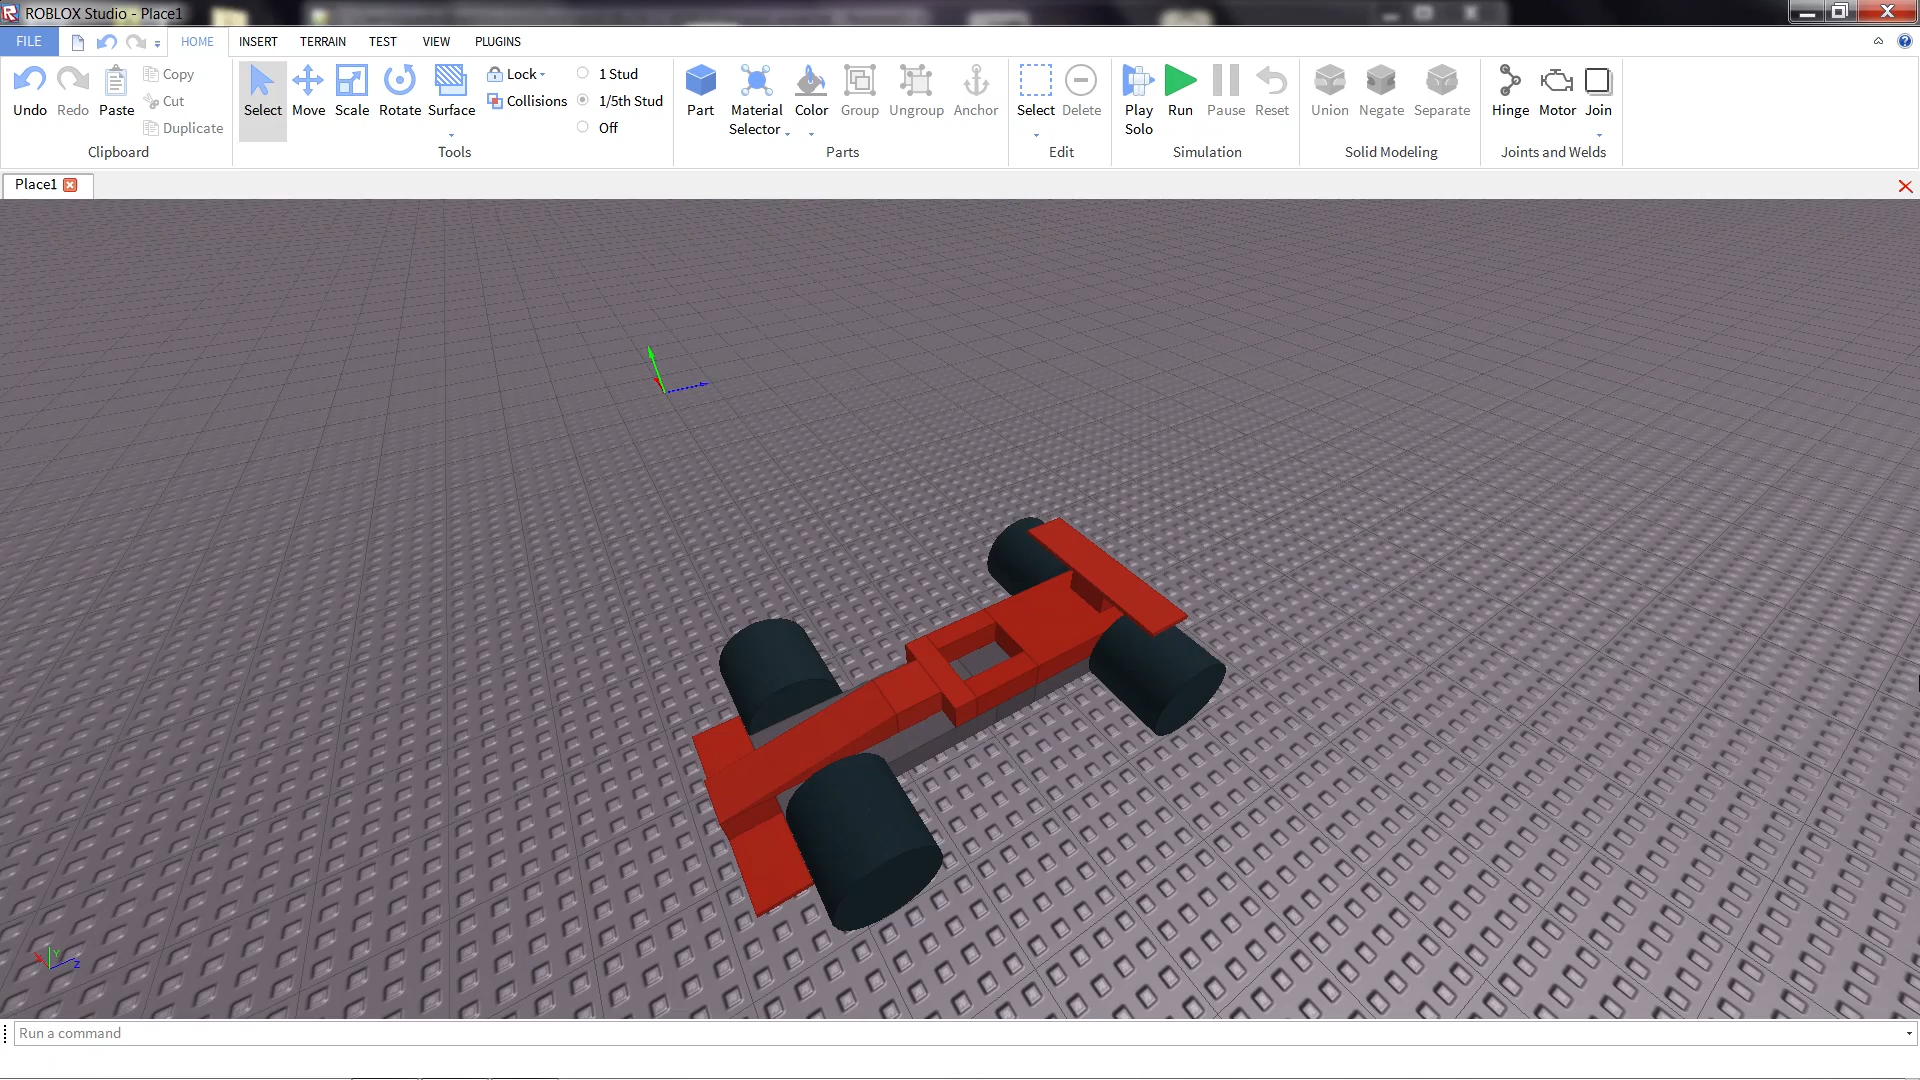 ROBLOX Studio - Place1
FILE HOME INSERT TERRAIN TEST VIEW PLUGINS
Undo Redo Paste Copy Cut Duplicate
Clipboard
Select Move Scale Rotate Surface Lock Collisions 1 Stud 1/5th Stud Off
Tools
Part Material Selector Color Group Ungroup Anchor
Parts
Select Delete
Edit
Play Solo Run Pause Reset
Simulation
Union Negate Separate
Solid Modeling
Hinge Motor Join
Joints and Welds
Place1
Y
Z
Run a command